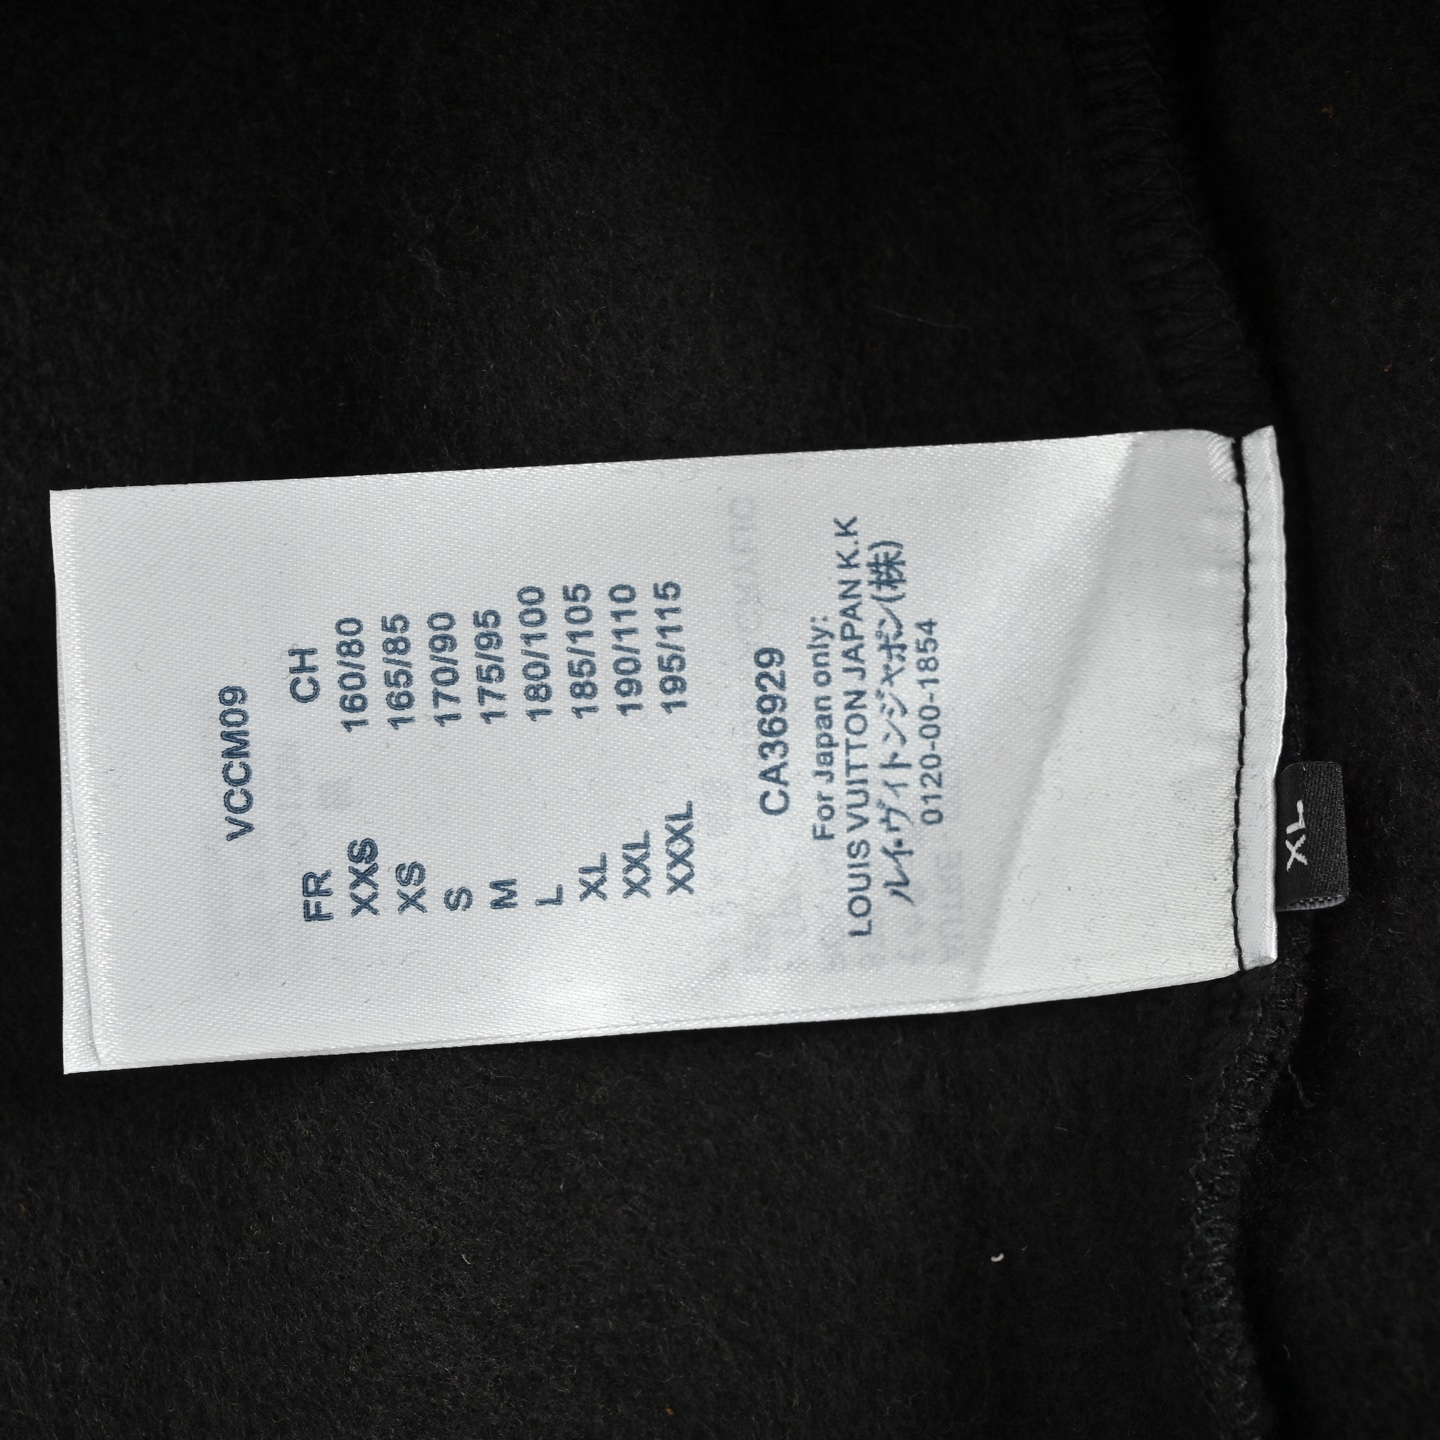 VCCM09
FR CH
XXS 160/80
XS 165/85
S 170/90
M 175/95
L 180/100
XL 185/105
XXL 190/110
XXXL 195/115
CA36929
For Japan only:
LOUIS VUITTON JAPAN K.K
ルイ・ヴィトンジャポン(株)
0120-00-1854
XL